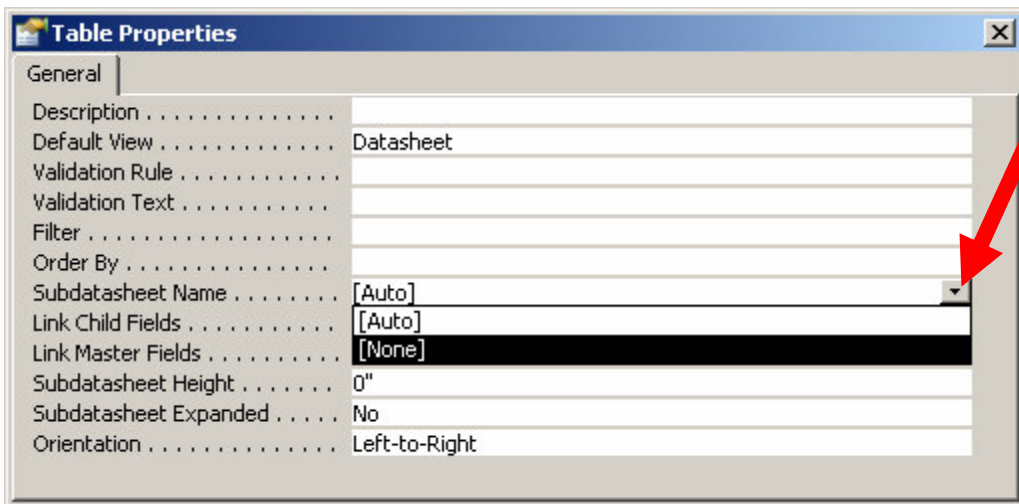 Table Properties
General
Description . . . . . . . . . . . . . .
Default View . . . . . . . . . . . . . Datasheet
Validation Rule . . . . . . . . . . . .
Validation Text . . . . . . . . . . .
Filter . . . . . . . . . . . . . . . . . .
Order By . . . . . . . . . . . . . . .
Subdatasheet Name . . . . . . . . [Auto]
Link Child Fields . . . . . . . . . . . [Auto]
Link Master Fields . . . . . . . . . . [None]
Subdatasheet Height . . . . . . . 0"
Subdatasheet Expanded . . . . . No
Orientation . . . . . . . . . . . . . . Left-to-Right